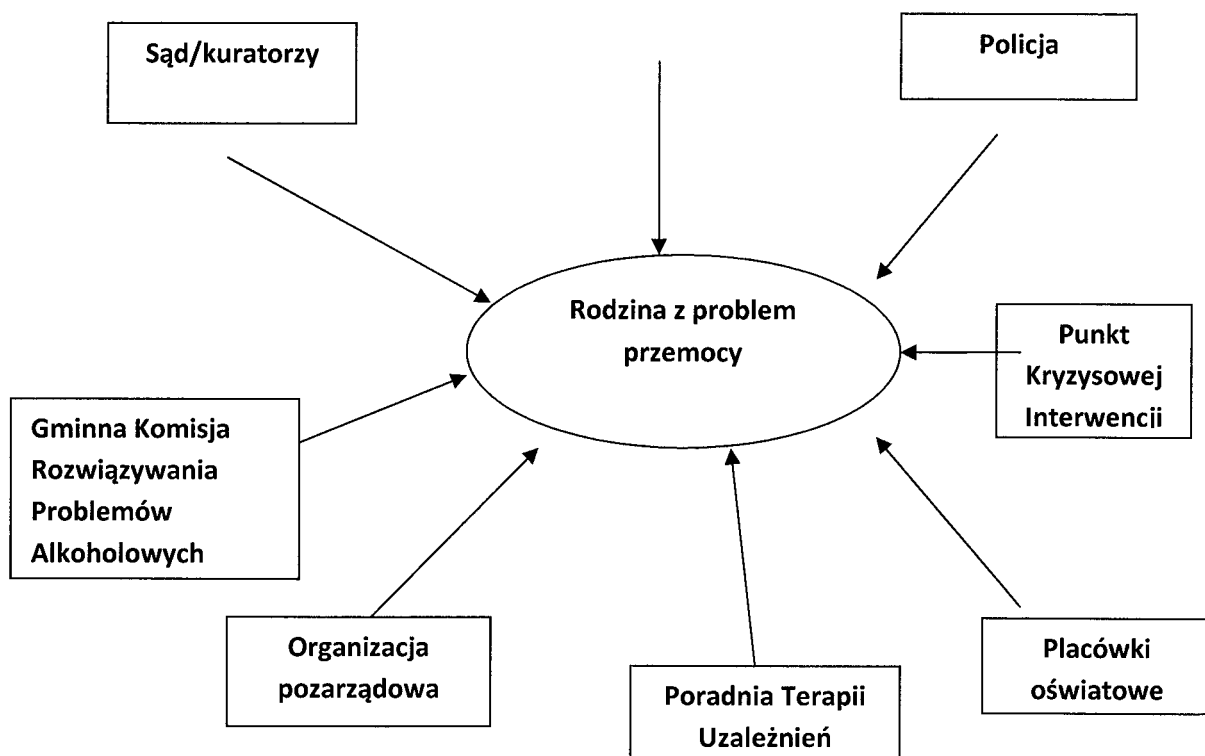 Sąd/kuratorzy
Policja
Rodzina z problem
przemocy
Punkt
Kryzysowej
Interwencii
Gminna Komisja
Rozwiązywania
Problemów
Alkoholowych
Organizacja
pozarządowa
Poradnia Terapii
Uzależnień
Placówki
oświatowe